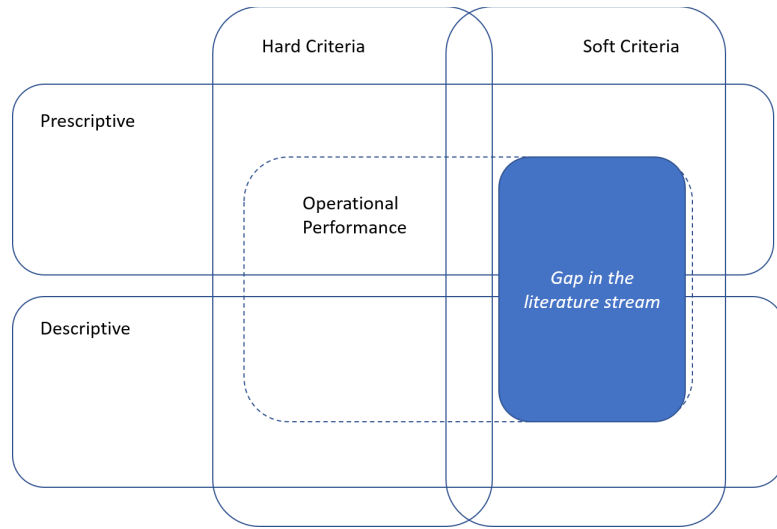 Hard Criteria
Soft Criteria
Prescriptive
Operational
Performance
Gap in the
literature stream
Descriptive